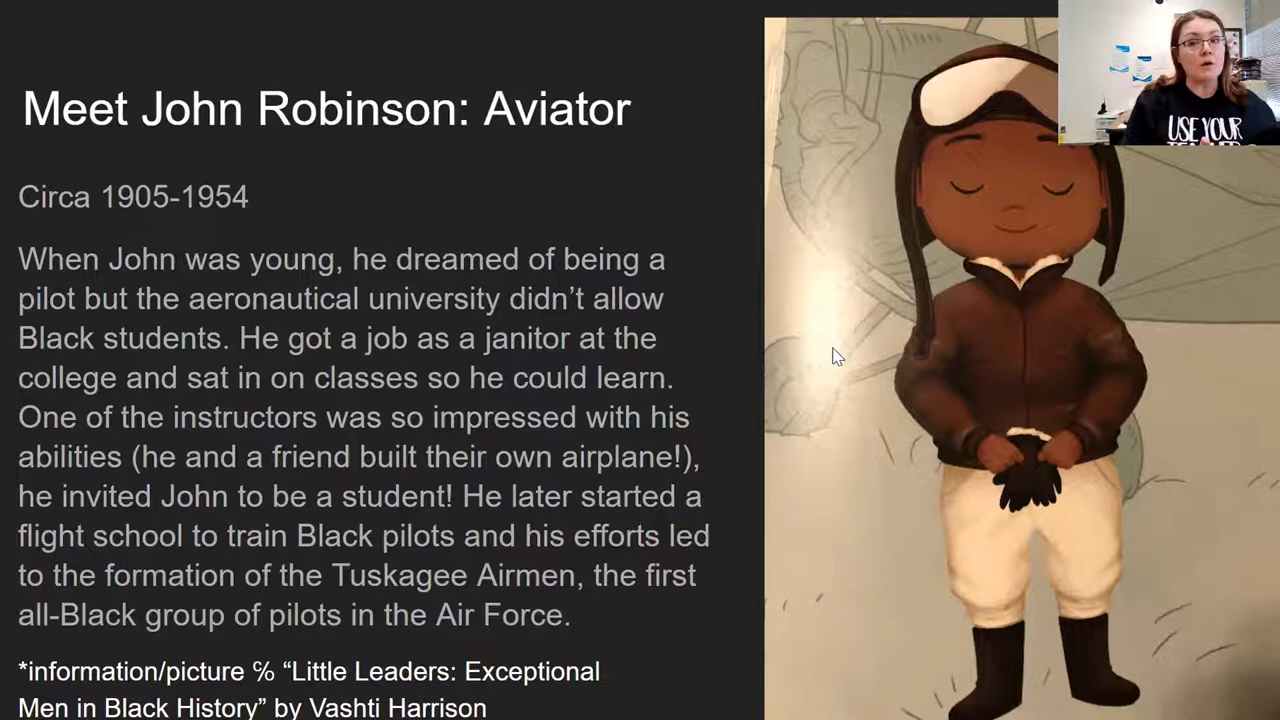 Meet John Robinson: Aviator
Circa 1905-1954
When John was young, he dreamed of being a
pilot but the aeronautical university didn’t allow
Black students. He got a job as a janitor at the
college and sat in on classes so he could learn.
One of the instructors was so impressed with his
abilities (he and a friend built their own airplane!),
he invited John to be a student! He later started a
flight school to train Black pilots and his efforts led
to the formation of the Tuskagee Airmen, the first
all-Black group of pilots in the Air Force.
*information/picture ℅ “Little Leaders: Exceptional
Men in Black History” by Vashti Harrison
USE YOUR